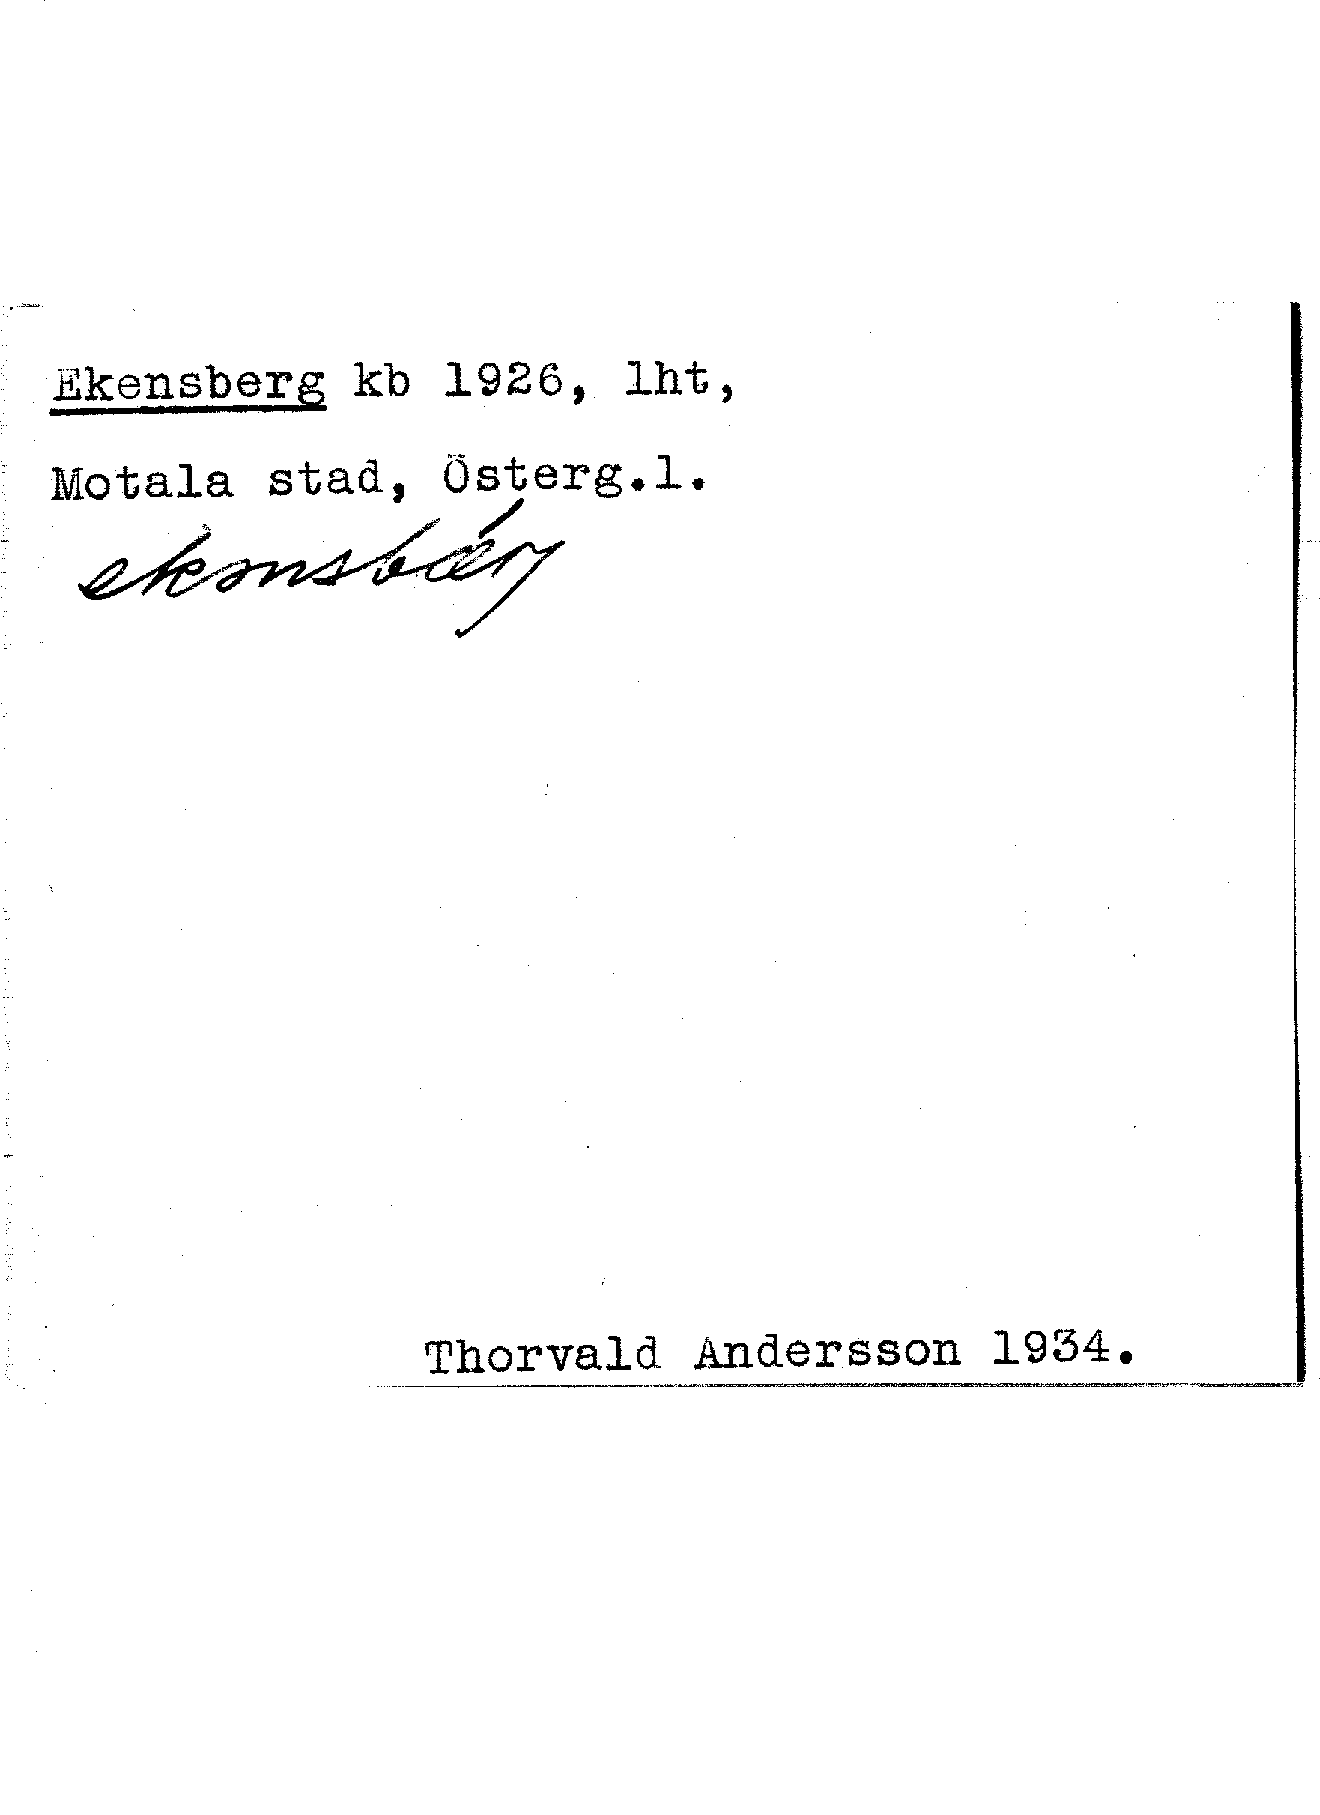 Ekensberg kb 1926, lht,
Motala stad, Österg.l.
Thorvald Andersson 1934.